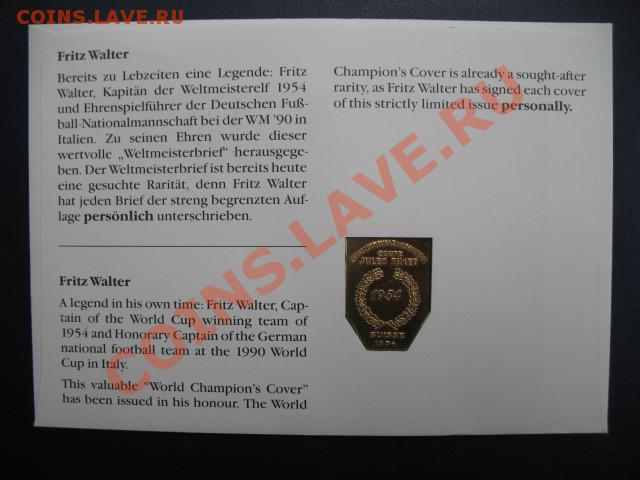 COINS.LAVE.RU
Fritz Walter
Bereits zu Lebzeiten eine Legende: Fritz
Walter, Kapitän der Weltmeisterelf 1954
und Ehrenspielführer der Deutschen Fuß-
ball-Nationalmannschaft bei der WM '90 in
Italien. Zu seinen Ehren wurde dieser
wertvolle „Weltmeisterbrief“ herausgege-
ben. Der Weltmeisterbrief ist bereits heute
eine gesuchte Rarität, denn Fritz Walter
hat jeden Brief der streng begrenzten Auf-
lage persönlich unterschrieben.
Fritz Walter
A legend in his own time: Fritz Walter, Cap-
tain of the World Cup winning team of
1954 and Honorary Captain of the German
national football team at the 1990 World
Cup in Italy.
This valuable “World Champion's Cover”
has been issued in his honour. The World
Champion's Cover is already a sought-after
rarity, as Fritz Walter has signed each cover
of this strictly limited issue personally.
COUPE
JULES RIMET
1954
SUISSE
1954
COINS.LAVE.RU
COINS.LAVE.RU